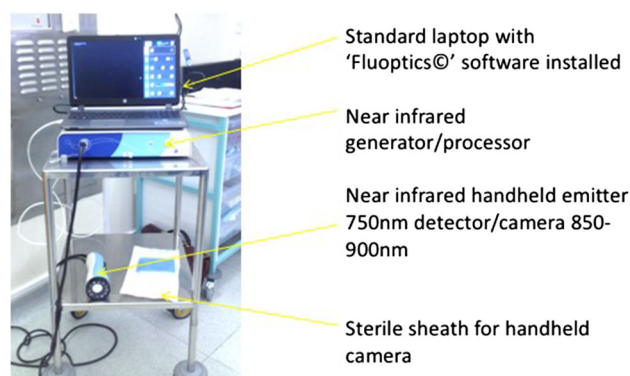 Standard laptop with
‘Fluoptics©’ software installed
Near infrared
generator/processor
Near infrared handheld emitter
750nm detector/camera 850-
900nm
Sterile sheath for handheld
camera